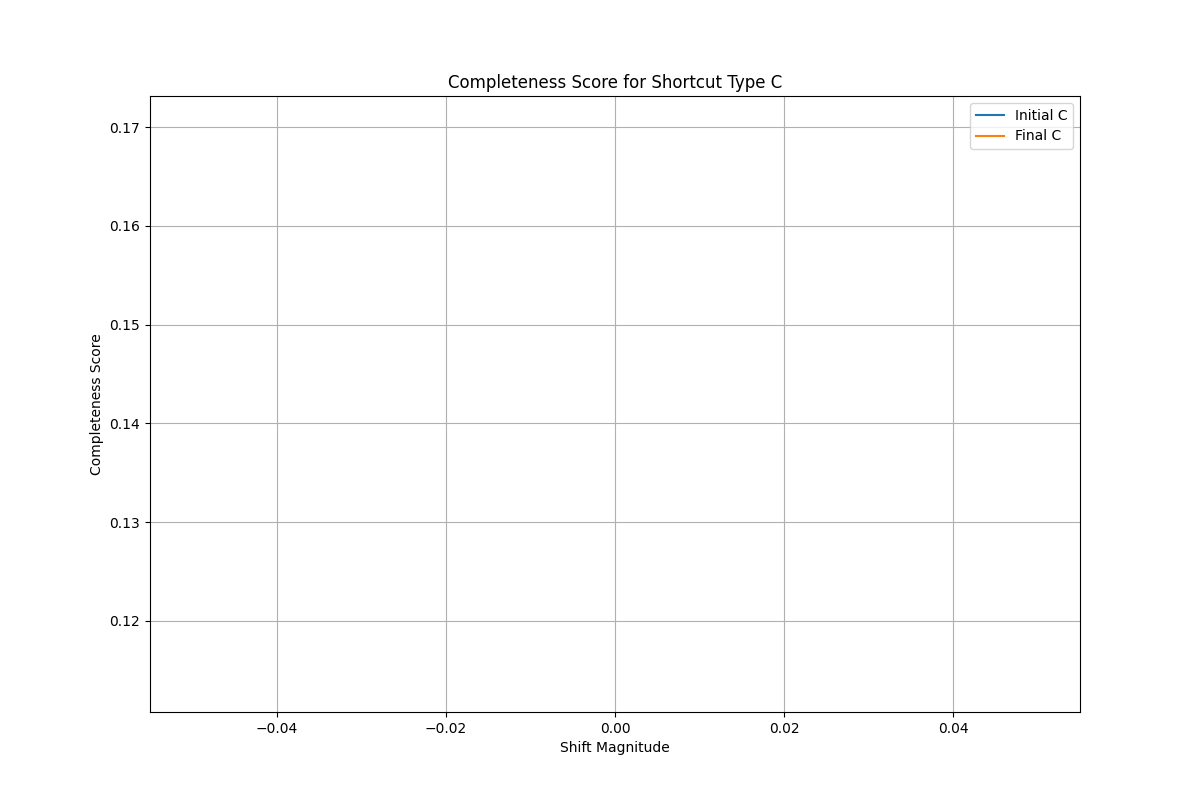 Completeness Score for Shortcut Type C
Initial C
Final C
0.17
0.16
0.15
0.14
0.13
0.12
Completeness Score
−0.04
−0.02
0.00
0.02
0.04
Shift Magnitude